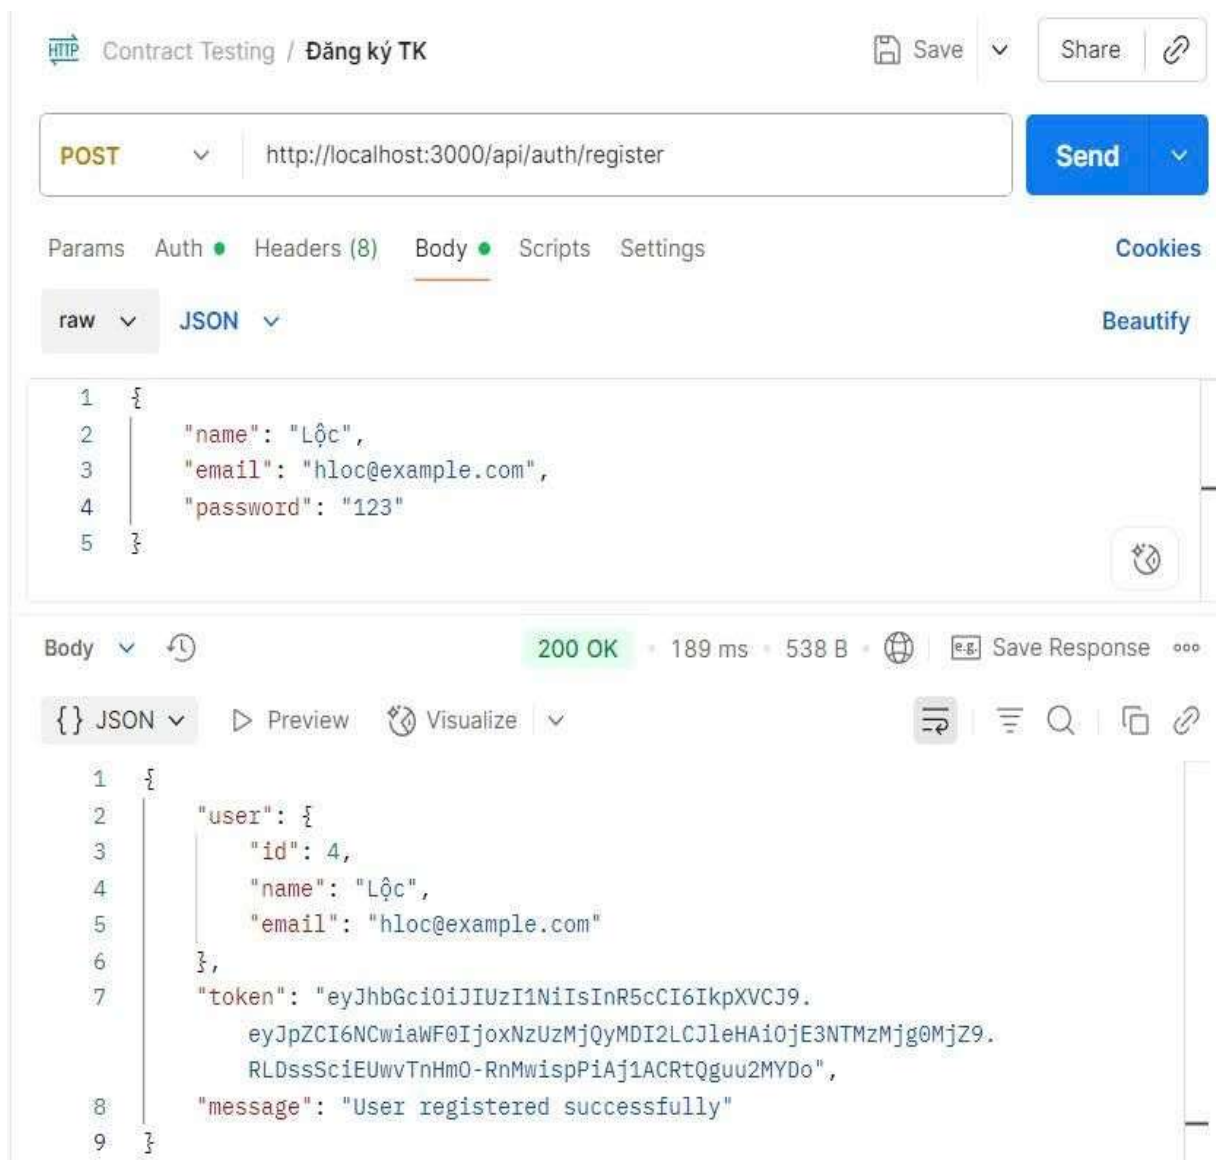 HTTP Contract Testing / Đăng ký TK Save Share
POST http://localhost:3000/api/auth/register Send
Params Auth Headers (8) Body Scripts Settings Cookies
raw JSON Beautify
1 {
2 "name": "Lộc",
3 "email": "hloc@example.com",
4 "password": "123"
5 }
Body 200 OK 189 ms 538 B e.g. Save Response
{} JSON Preview Visualize
1 {
2 "user": {
3 "id": 4,
4 "name": "Lộc",
5 "email": "hloc@example.com"
6 },
7 "token": "eyJhbGciOiJIUzI1NiIsInR5cCI6IkpXVCJ9.
eyJpZCI6NCwiaWF0IjoxNzUzMjQyMDI2LCJleHAiOjE3NTMzMjg0MjZ9.
RLDssSciEUwvTnHmO-RnMwispPiAj1ACRtQguu2MYDo",
8 "message": "User registered successfully"
9 }